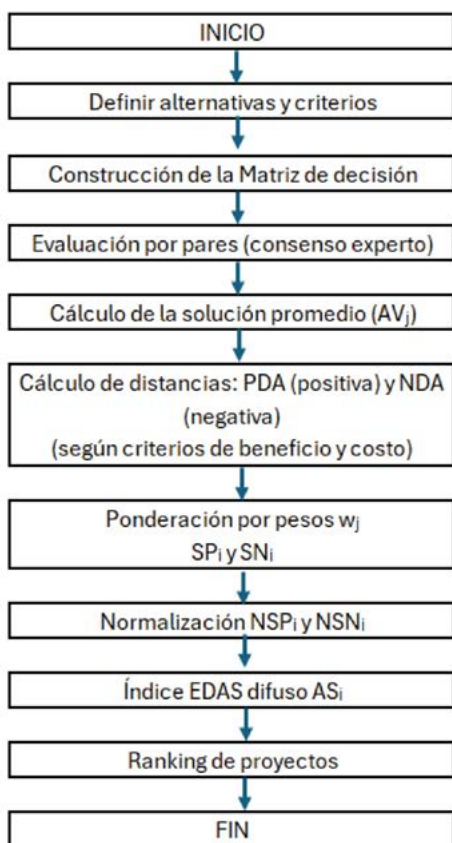 INICIO
Definir alternativas y criterios
Construcción de la Matriz de decisión
Evaluación por pares (consenso experto)
Cálculo de la solución promedio (AVⱼ)
Cálculo de distancias: PDA (positiva) y NDA
(negativa)
(según criterios de beneficio y costo)
Ponderación por pesos wⱼ
SPᵢ y SNᵢ
Normalización NSPᵢ y NSNᵢ
Índice EDAS difuso ASᵢ
Ranking de proyectos
FIN